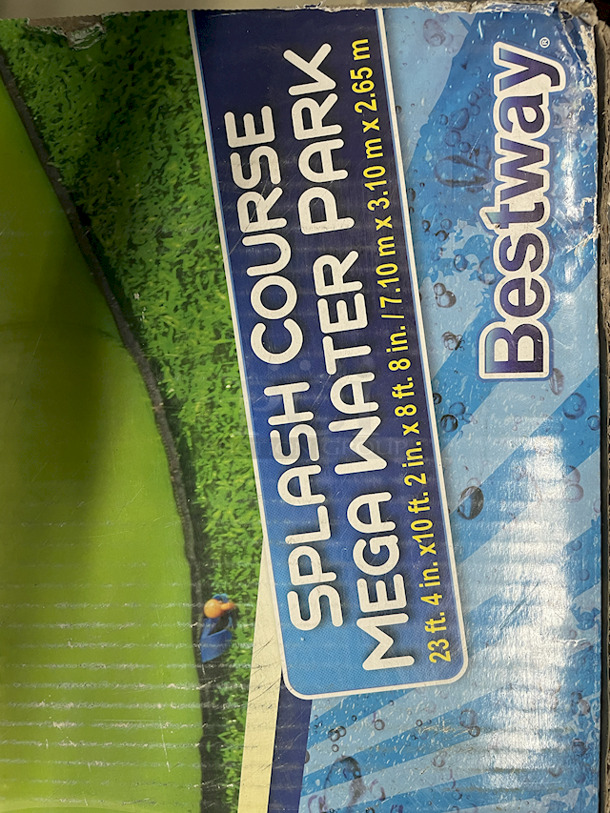 SPLASH COURSE
MEGA WATER PARK
23 ft. 4 in. x10 ft. 2 in. x 8 ft. 8 in. / 7.10 m x 3.10 m x 2.65 m
Bestway®